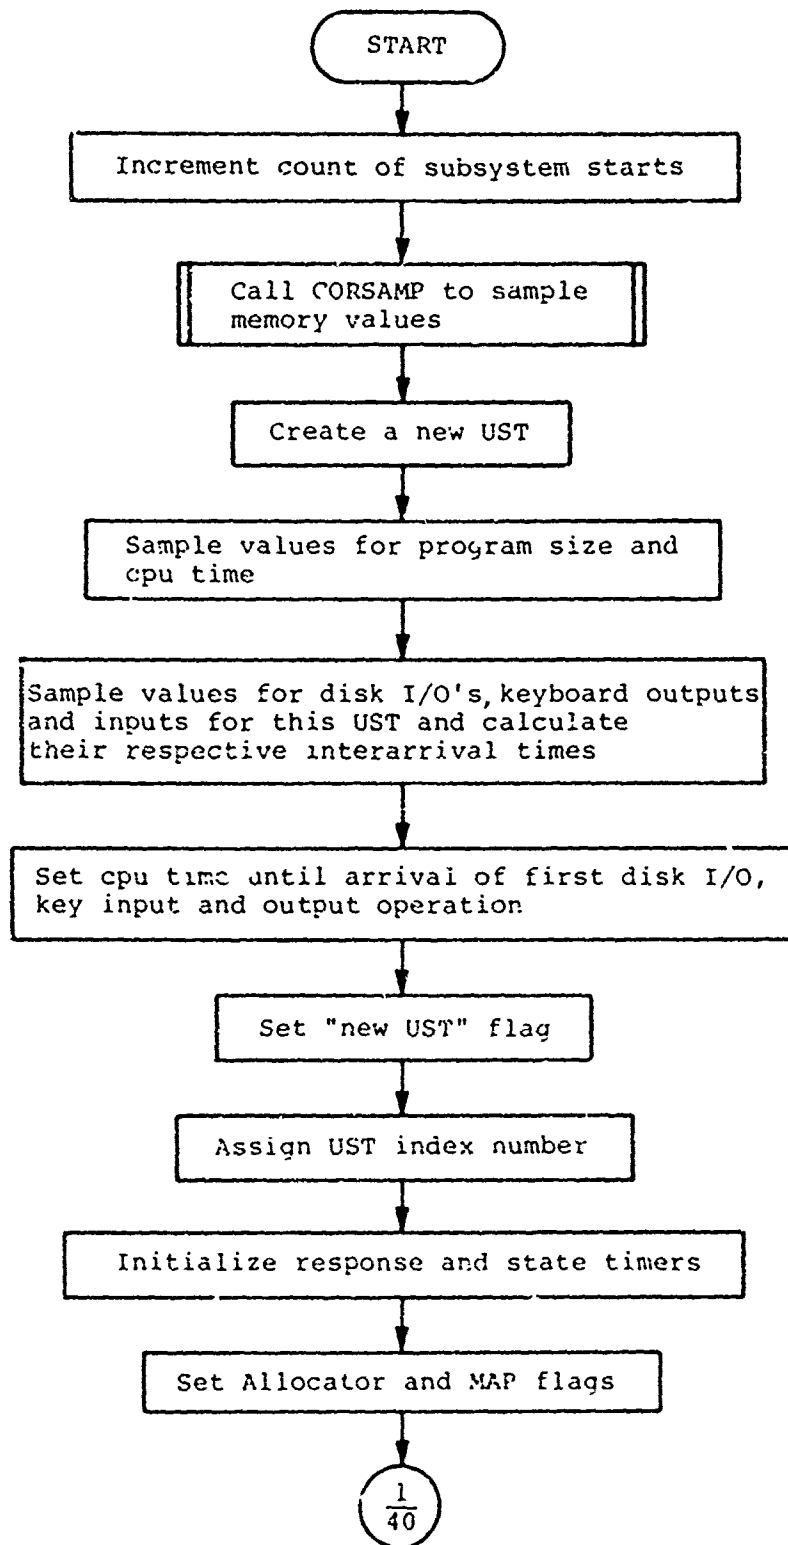 START
Increment count of subsystem starts
Call CORSAMP to sample
memory values
Create a new UST
Sample values for program size and
cpu time
Sample values for disk I/O's, keyboard outputs
and inputs for this UST and calculate
their respective interarrival times
Set cpu time until arrival of first disk I/O,
key input and output operation
Set "new UST" flag
Assign UST index number
Initialize response and state timers
Set Allocator and MAP flags
1
40